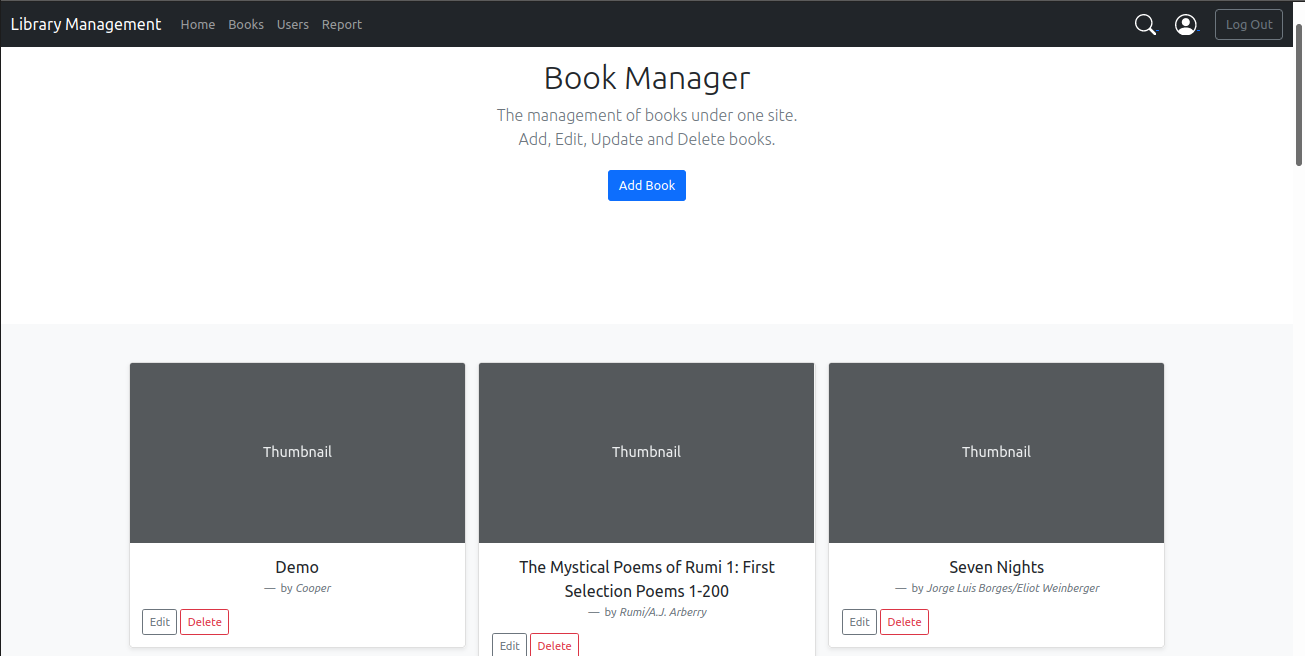 Library Management Home Books Users Report Log Out
Book Manager
The management of books under one site.
Add, Edit, Update and Delete books.
Add Book
Thumbnail Thumbnail Thumbnail
Demo
— by Cooper
Edit Delete
The Mystical Poems of Rumi 1: First
Selection Poems 1-200
— by Rumi/A.J. Arberry
Edit Delete
Seven Nights
— by Jorge Luis Borges/Eliot Weinberger
Edit Delete